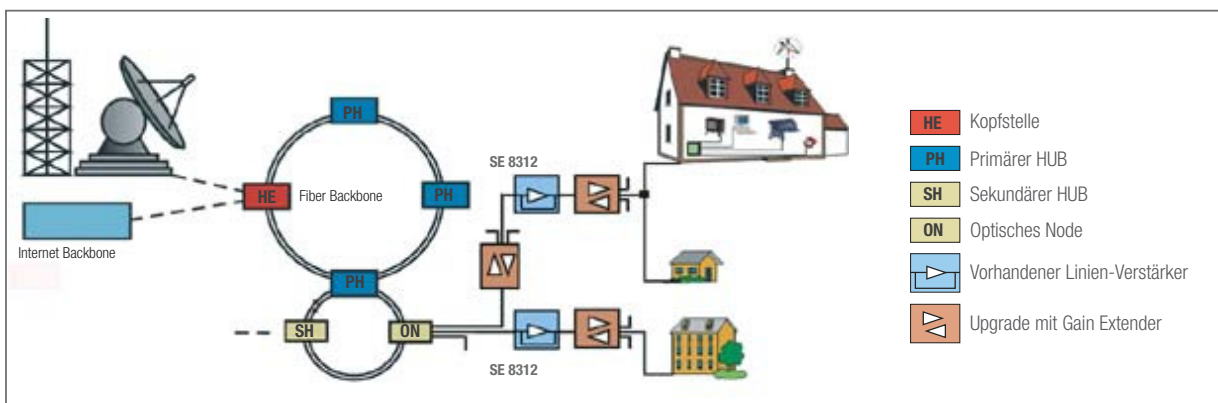 PH
SE 8312
HE Fiber Backbone
PH
Internet Backbone
PH
SH
ON
SE 8312
HE Kopfstelle
PH Primärer HUB
SH Sekundärer HUB
ON Optisches Node
Vorhandener Linien-Verstärker
Upgrade mit Gain Extender